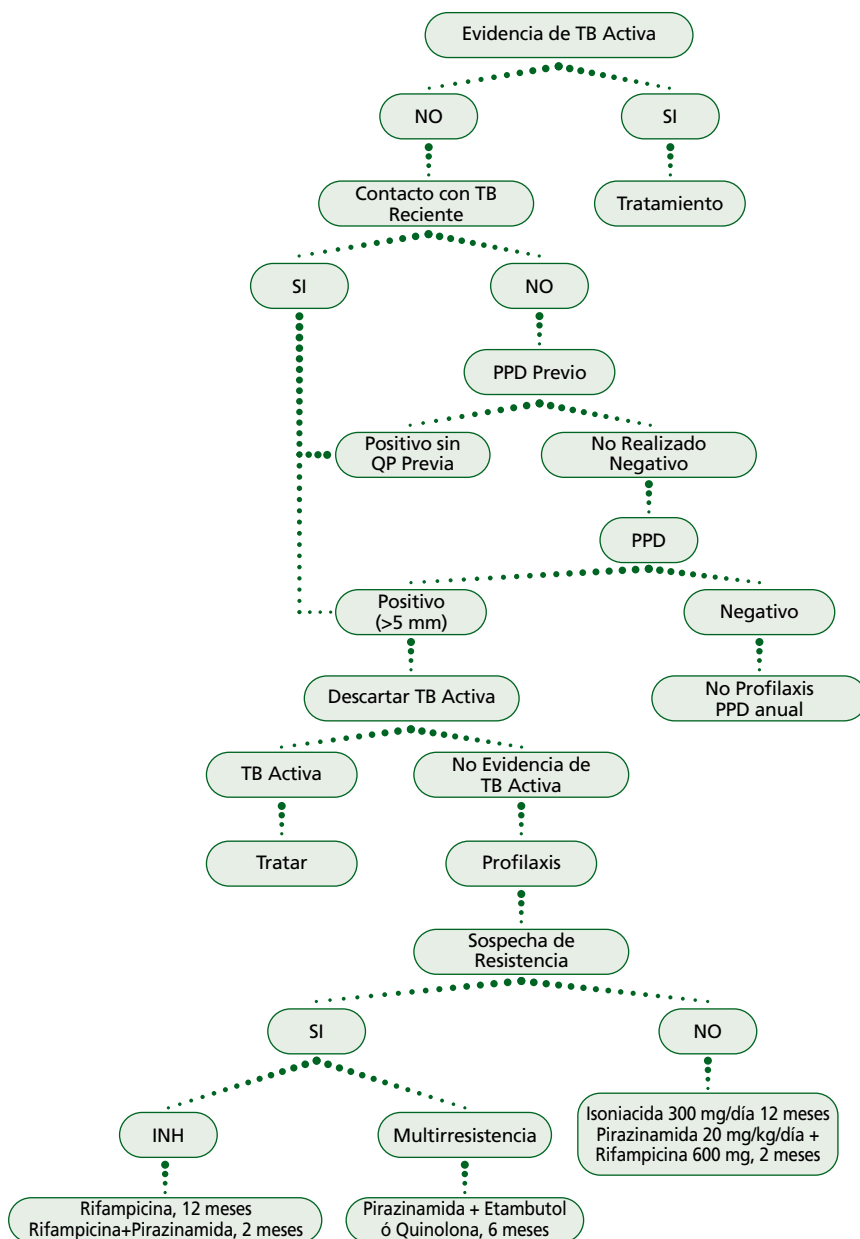 Evidencia de TB Activa
NO
SI
Contacto con TB
Reciente
Tratamiento
SI
NO
PPD Previo
Positivo sin
QP Previa
No Realizado
Negativo
PPD
Positivo
(>5 mm)
Negativo
Descartar TB Activa
No Profilaxis
PPD anual
TB Activa
No Evidencia de
TB Activa
Tratar
Profilaxis
Sospecha de
Resistencia
SI
NO
INH
Multirresistencia
Isoniacida 300 mg/día 12 meses
Pirazinamida 20 mg/kg/día +
Rifampicina 600 mg, 2 meses
Rifampicina, 12 meses
Rifampicina+Pirazinamida, 2 meses
Pirazinamida + Etambutol
ó Quinolona, 6 meses